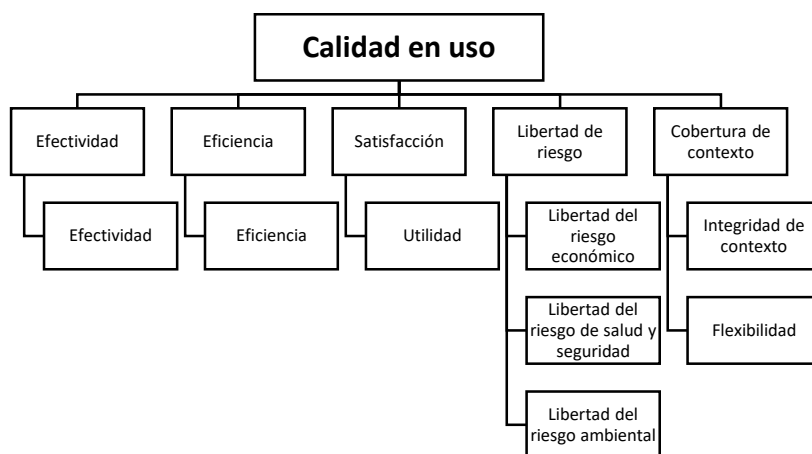 Calidad en uso
Efectividad
Eficiencia
Satisfacción
Libertad de
riesgo
Cobertura de
contexto
Efectividad
Eficiencia
Utilidad
Libertad del
riesgo
económico
Integridad de
contexto
Libertad del
riesgo de salud y
seguridad
Flexibilidad
Libertad del
riesgo ambiental